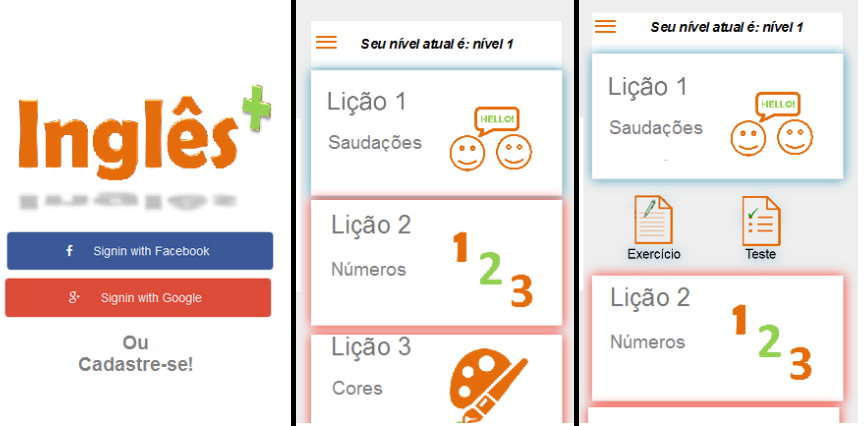 Inglês+
f Signin with Facebook
g+ Signin with Google
Ou
Cadastre-se!
Seu nível atual é: nível 1
Lição 1
Saudações
HELLO!
Lição 2
Números
1
2
3
Lição 3
Cores
Seu nível atual é: nível 1
Lição 1
Saudações
HELLO!
Exercício
Teste
Lição 2
Números
1
2
3